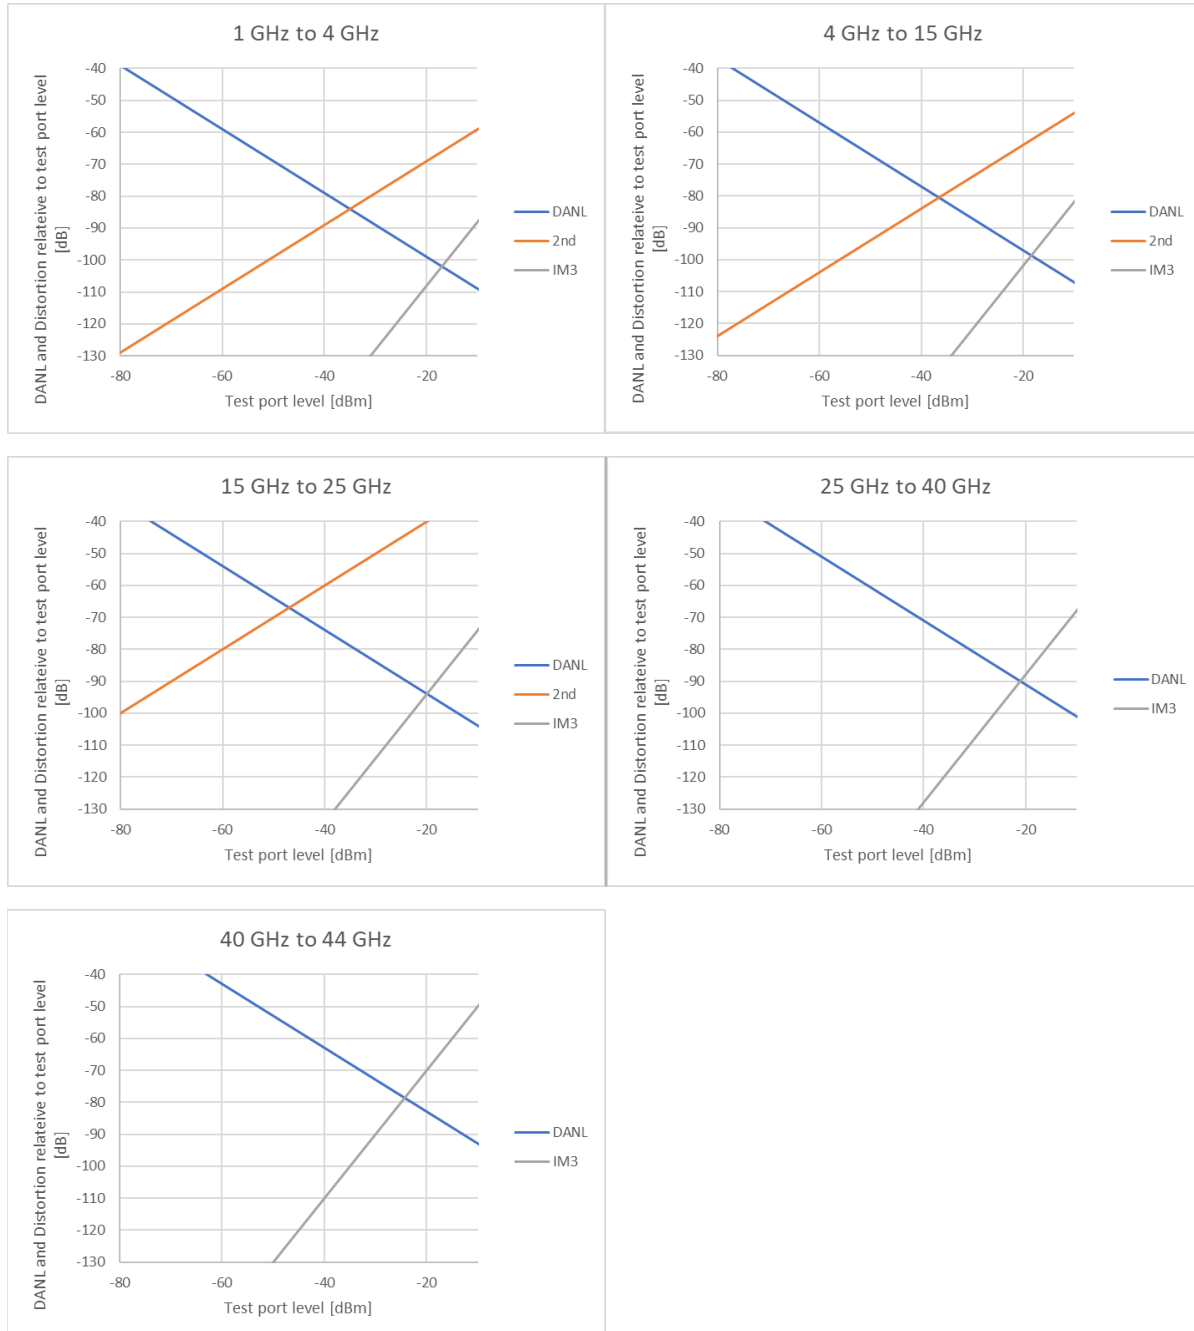 1 GHz to 4 GHz
DANL and Distortion relateive to test port level
[dB]
-40
-50
-60
-70
-80
-90
-100
-110
-120
-130
-80
-60
-40
-20
Test port level [dBm]
DANL
2nd
IM3
4 GHz to 15 GHz
DANL and Distortion relateive to test port level
[dB]
-40
-50
-60
-70
-80
-90
-100
-110
-120
-130
-80
-60
-40
-20
Test port level [dBm]
DANL
2nd
IM3
15 GHz to 25 GHz
DANL and Distortion relateive to test port level
[dB]
-40
-50
-60
-70
-80
-90
-100
-110
-120
-130
-80
-60
-40
-20
Test port level [dBm]
DANL
2nd
IM3
25 GHz to 40 GHz
DANL and Distortion relateive to test port level
[dB]
-40
-50
-60
-70
-80
-90
-100
-110
-120
-130
-80
-60
-40
-20
Test port level [dBm]
DANL
IM3
40 GHz to 44 GHz
DANL and Distortion relateive to test port level
[dB]
-40
-50
-60
-70
-80
-90
-100
-110
-120
-130
-80
-60
-40
-20
Test port level [dBm]
DANL
IM3